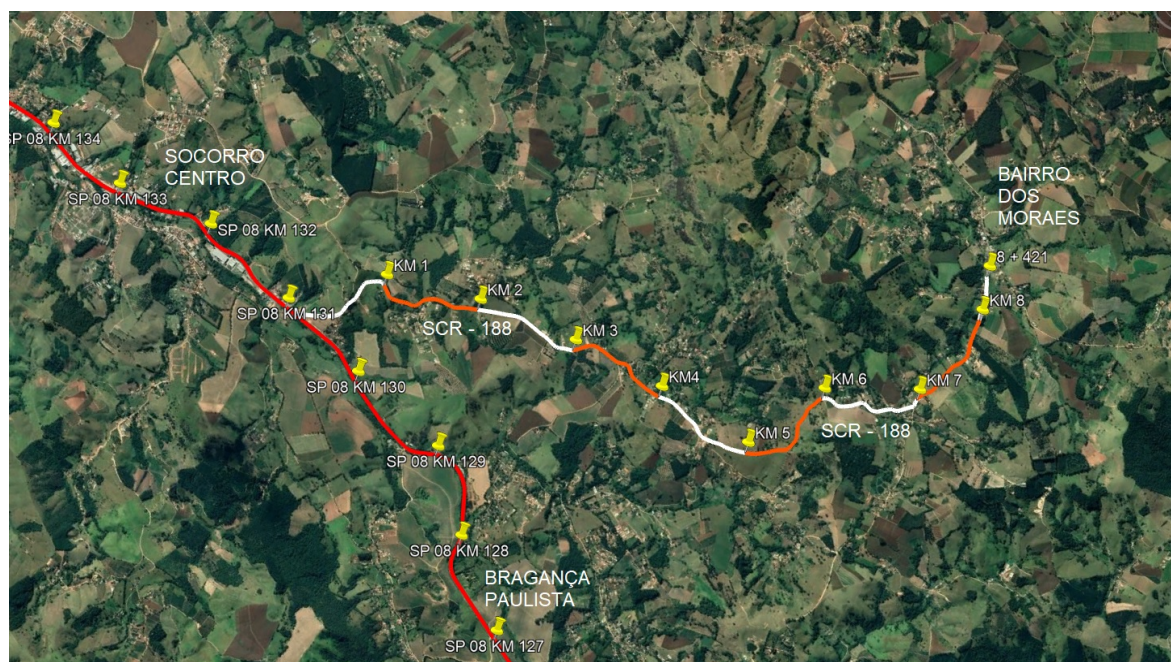 SP 08 KM 134
SOCORRO
CENTRO
SP 08 KM 133
SP 08 KM 132
BAIRRO
DOS
MORAES
8 + 421
KM 1
KM 2
SP 08 KM 131
SCR - 188
KM 3
KM 8
SP 08 KM 130
KM4
KM 6
KM 7
SCR - 188
KM 5
SP 08 KM 129
SP 08 KM 128
BRAGANÇA
PAULISTA
SP 08 KM 127